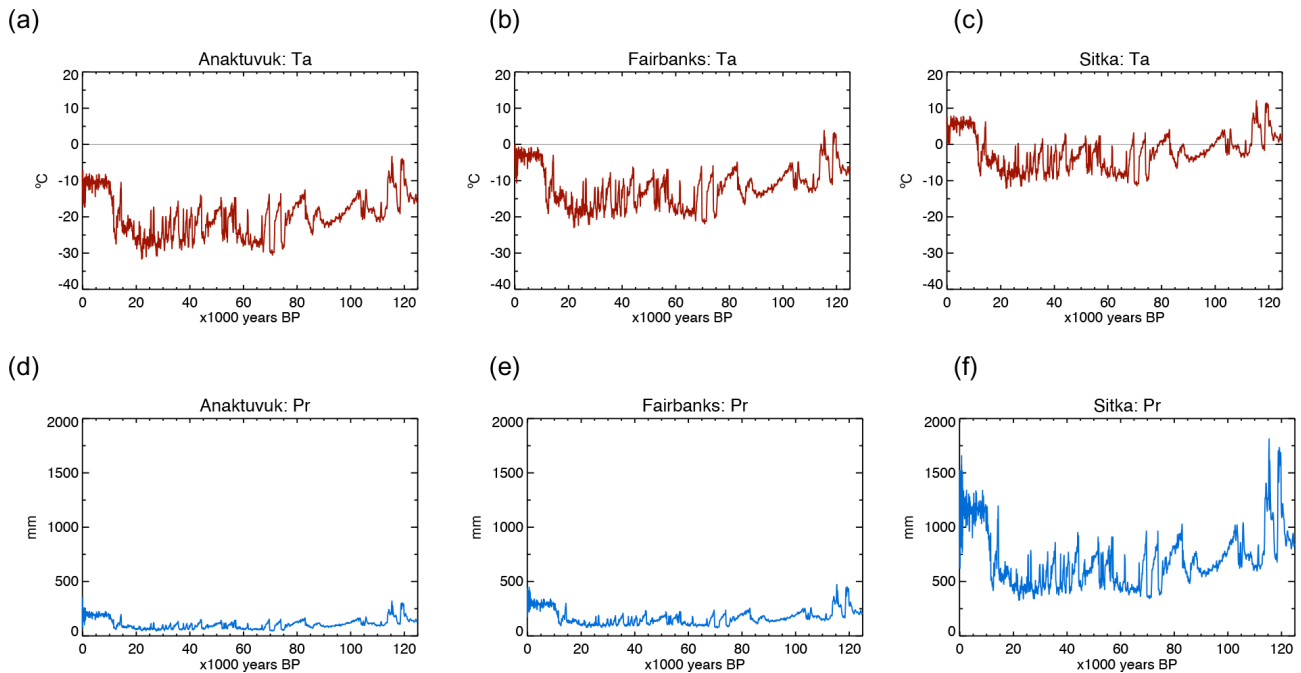 (a) (b) (c)
Anaktuvuk: Ta Fairbanks: Ta Sitka: Ta
20 20 20
10 10 10
0 0 0
-10 -10 -10
-20 -20 -20
-30 -30 -30
-40 -40 -40
ºC ºC ºC
0 20 40 60 80 100 120 0 20 40 60 80 100 120 0 20 40 60 80 100 120
x1000 years BP x1000 years BP x1000 years BP
(d) (e) (f)
Anaktuvuk: Pr Fairbanks: Pr Sitka: Pr
2000 2000 2000
1500 1500 1500
1000 1000 1000
500 500 500
0 0 0
mm mm mm
0 20 40 60 80 100 120 0 20 40 60 80 100 120 0 20 40 60 80 100 120
x1000 years BP x1000 years BP x1000 years BP